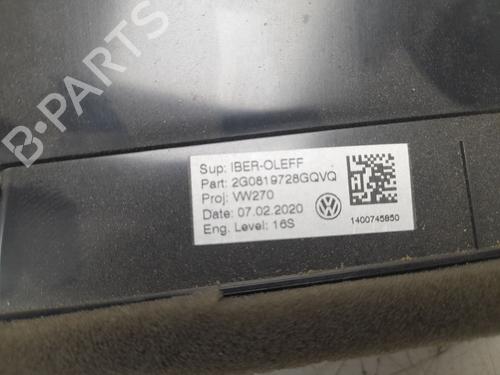 B-PARTS
Sup: IBER-OLEFF
Part: 2G0819728GQVQ
Proj: VW270
Date: 07.02.2020
Eng. Level: 16S
1400745850